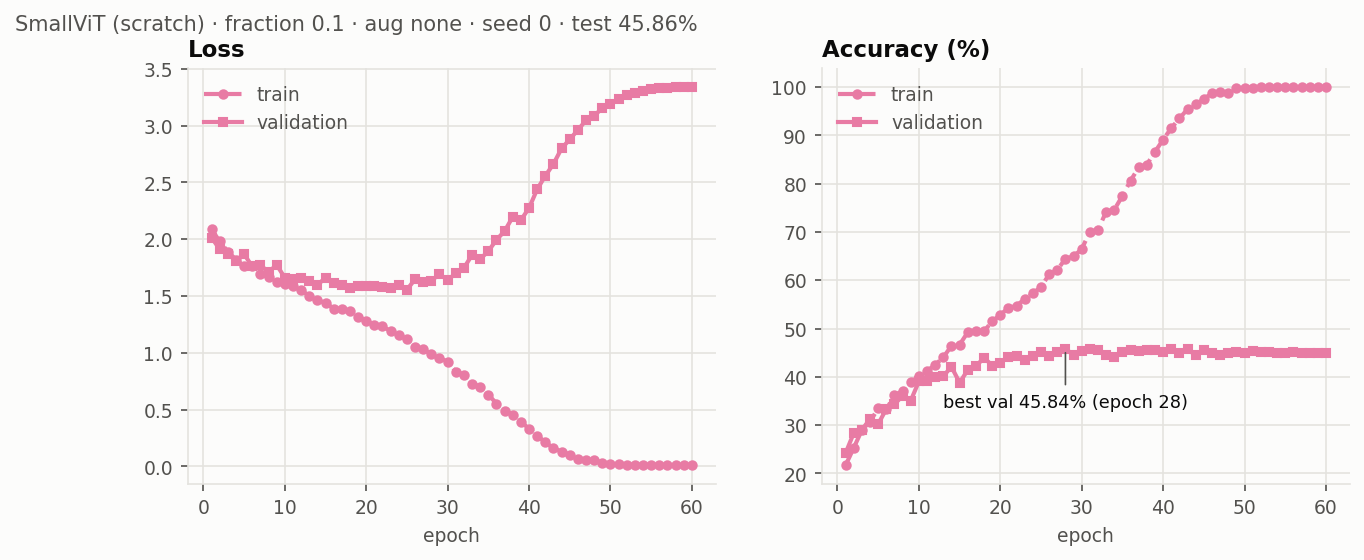 SmallViT (scratch) · fraction 0.1 · aug none · seed 0 · test 45.86%
Loss
3.5
3.0
2.5
2.0
1.5
1.0
0.5
0.0
train
validation
0 10 20 30 40 50 60
epoch
Accuracy (%)
100
90
80
70
60
50
40
30
20
train
validation
best val 45.84% (epoch 28)
0 10 20 30 40 50 60
epoch